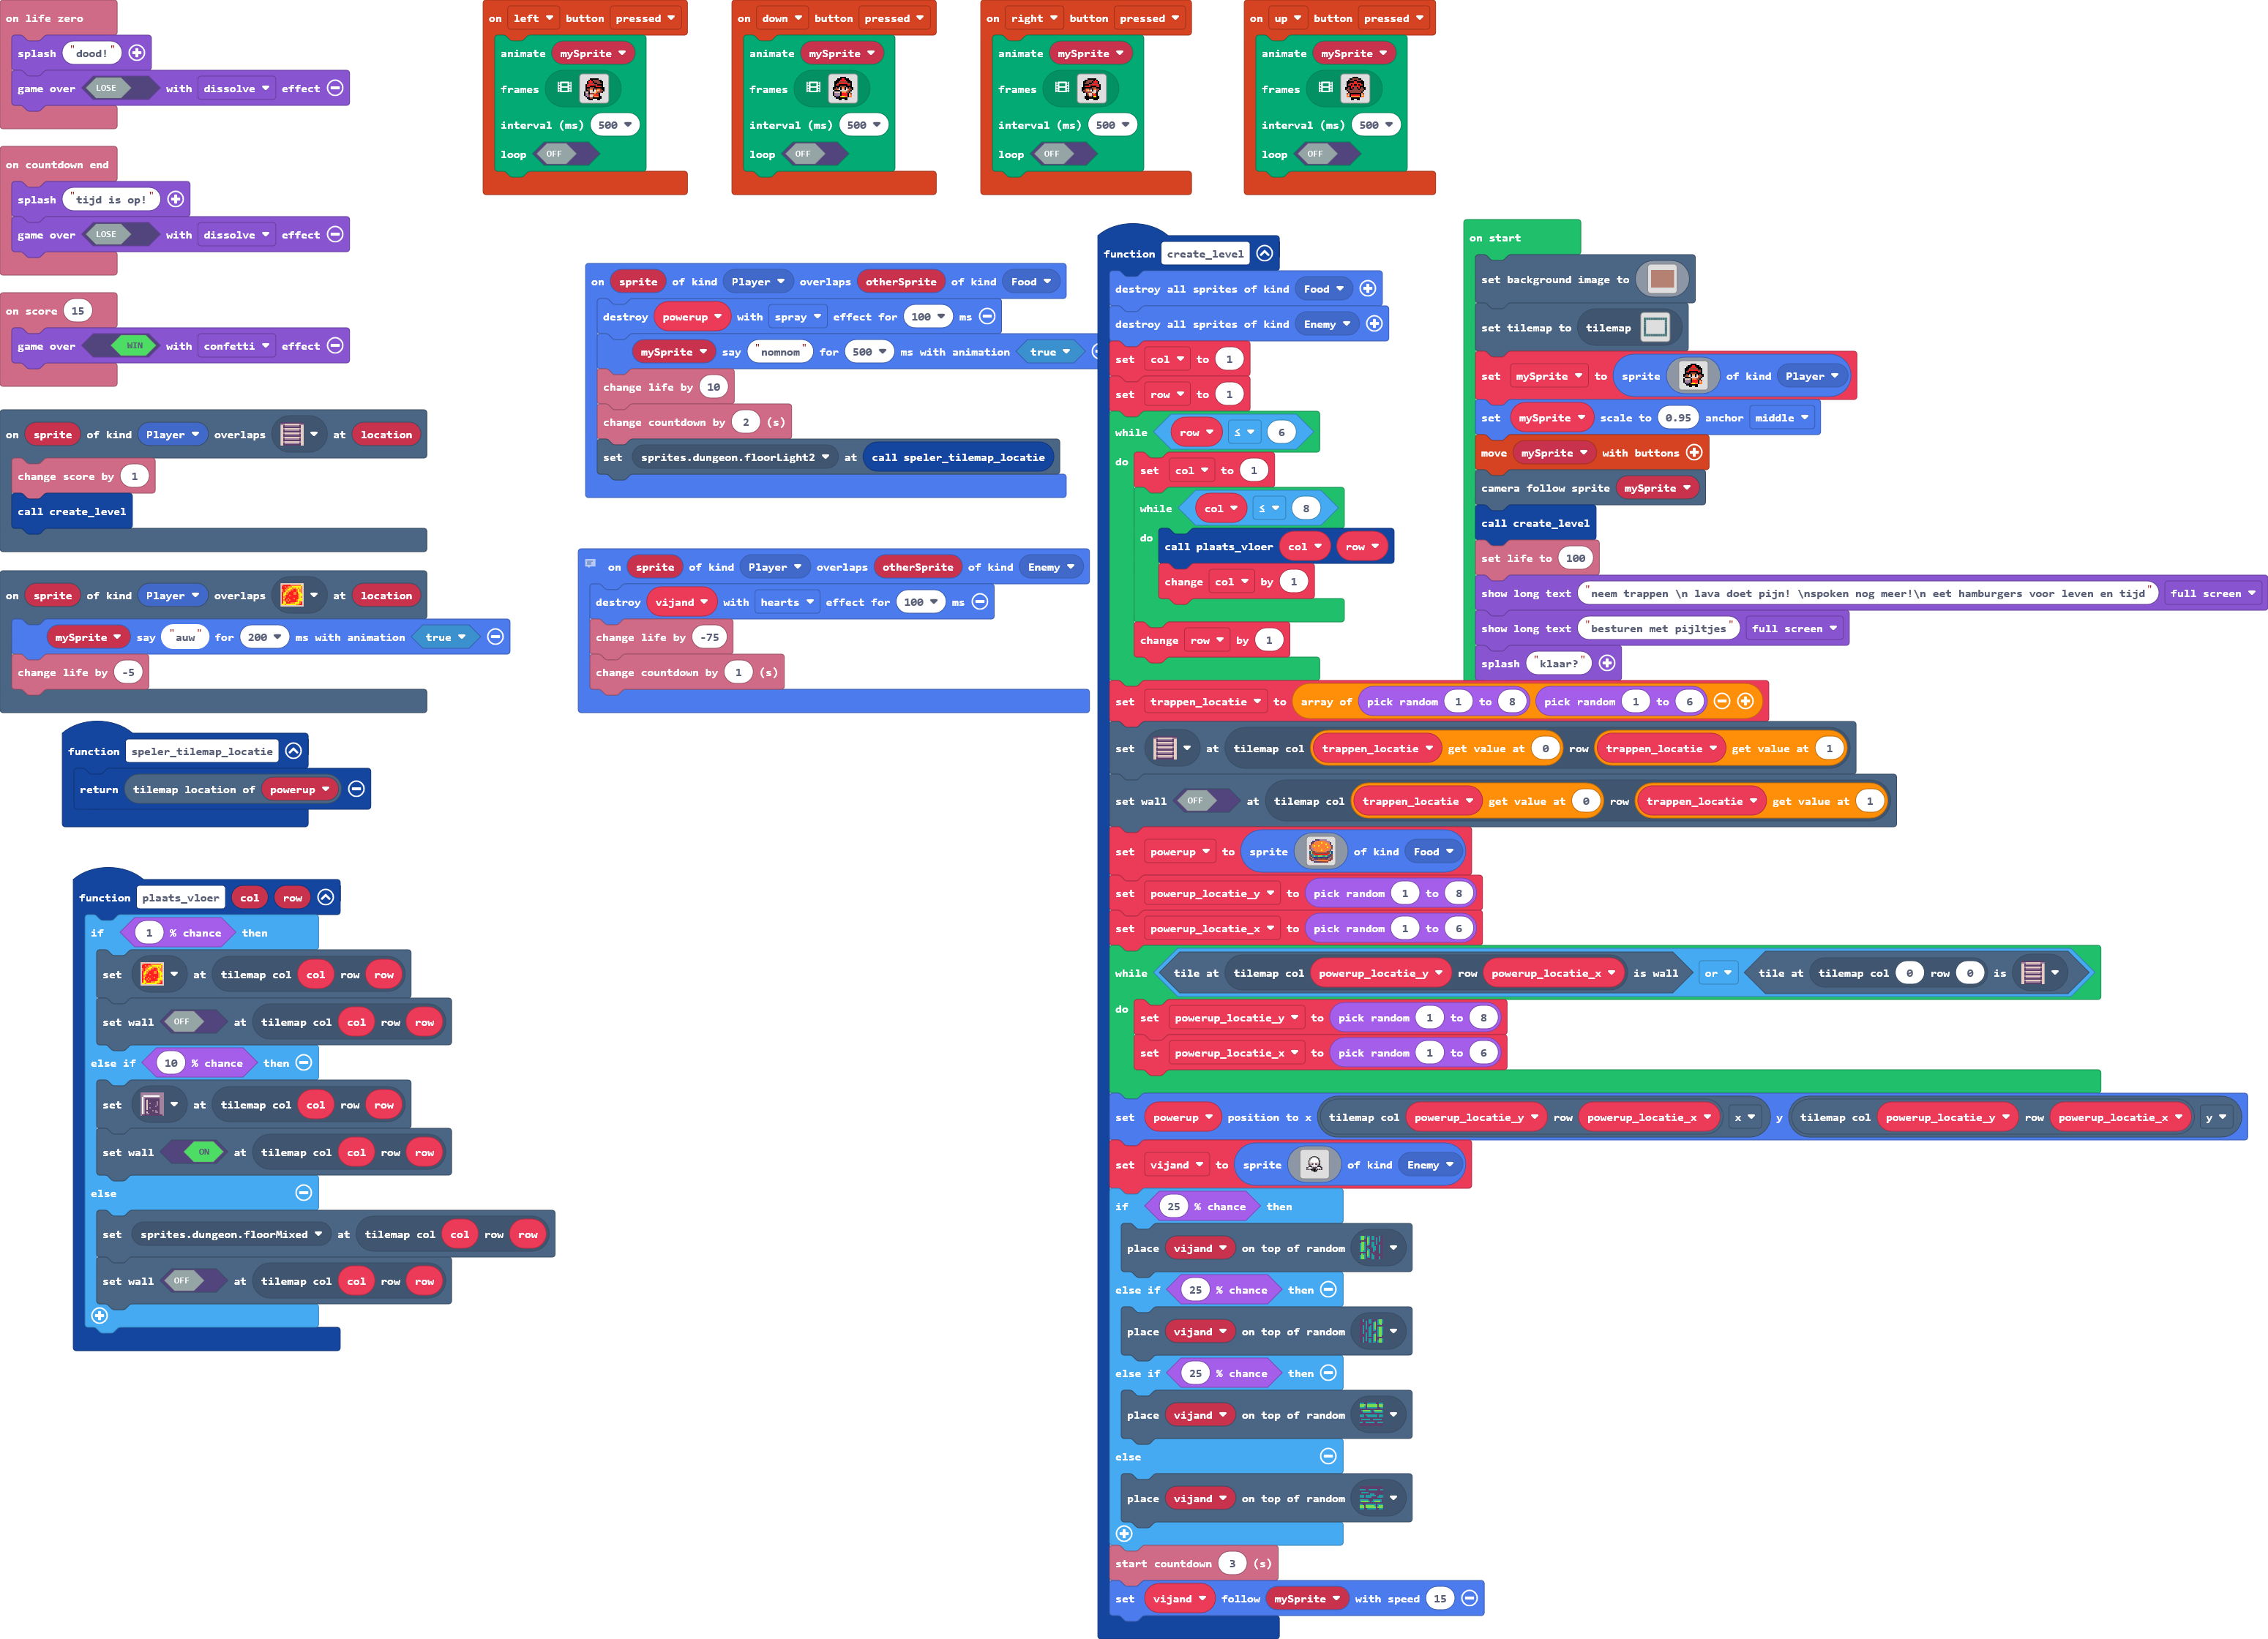 on life zero
splash "dood!"
game over LOSE with dissolve effect
on countdown end
splash "tijd is op!"
game over LOSE with dissolve effect
on score 15
game over WIN with confetti effect
on sprite of kind Player overlaps at location
change score by 1
call create_level
on sprite of kind Player overlaps at location
mySprite say "auw" for 200 ms with animation true
change life by -5
function speler_tilemap_locatie
return tilemap location of powerup
function plaats_vloer col row
if 1 % chance then
set at tilemap col col row row
set wall OFF at tilemap col col row row
else if 10 % chance then
set at tilemap col col row row
set wall ON at tilemap col col row row
else
set sprites.dungeon.floorMixed at tilemap col col row row
set wall OFF at tilemap col col row row
on left button pressed
animate mySprite
frames
interval (ms) 500
loop OFF
on down button pressed
animate mySprite
frames
interval (ms) 500
loop OFF
on right button pressed
animate mySprite
frames
interval (ms) 500
loop OFF
on up button pressed
animate mySprite
frames
interval (ms) 500
loop OFF
on sprite of kind Player overlaps otherSprite of kind Food
destroy powerup with spray effect for 100 ms
mySprite say "nomnom" for 500 ms with animation true
change life by 10
change countdown by 2 (s)
set sprites.dungeon.floorLight2 at call speler_tilemap_locatie
on sprite of kind Player overlaps otherSprite of kind Enemy
destroy vijand with hearts effect for 100 ms
change life by -75
change countdown by 1 (s)
function create_level
destroy all sprites of kind Food
destroy all sprites of kind Enemy
set col to 1
set row to 1
while row ≤ 6
do set col to 1
while col ≤ 8
do call plaats_vloer col row
change col by 1
change row by 1
set trappen_locatie to array of pick random 1 to 8 pick random 1 to 6
set at tilemap col trappen_locatie get value at 0 row trappen_locatie get value at 1
set wall OFF at tilemap col trappen_locatie get value at 0 row trappen_locatie get value at 1
set powerup to sprite of kind Food
set powerup_locatie_y to pick random 1 to 8
set powerup_locatie_x to pick random 1 to 6
while tile at tilemap col powerup_locatie_y row powerup_locatie_x is wall or tile at tilemap col 0 row 0 is
do set powerup_locatie_y to pick random 1 to 8
set powerup_locatie_x to pick random 1 to 6
set powerup position to x tilemap col powerup_locatie_y row powerup_locatie_x x y tilemap col powerup_locatie_y row powerup_locatie_x y
set vijand to sprite of kind Enemy
if 25 % chance then
place vijand on top of random
else if 25 % chance then
place vijand on top of random
else if 25 % chance then
place vijand on top of random
else
place vijand on top of random
start countdown 3 (s)
set vijand follow mySprite with speed 15
on start
set background image to
set tilemap to tilemap
set mySprite to sprite of kind Player
set mySprite scale to 0.95 anchor middle
move mySprite with buttons
camera follow sprite mySprite
call create_level
set life to 100
show long text "neem trappen \n lava doet pijn! \nspoken nog meer!\n eet hamburgers voor leven en tijd" full screen
show long text "besturen met pijltjes" full screen
splash "klaar?"